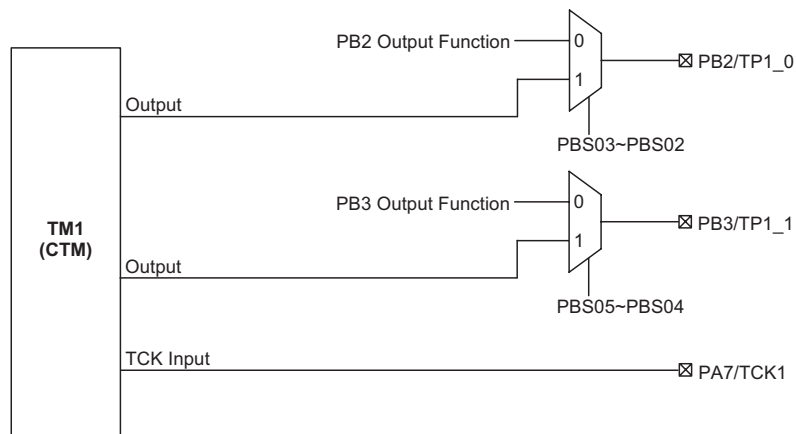 PB2 Output Function
0
PB2/TP1_0
1
Output
PBS03~PBS02
TM1
(CTM)
PB3 Output Function
0
PB3/TP1_1
1
Output
PBS05~PBS04
TCK Input
PA7/TCK1